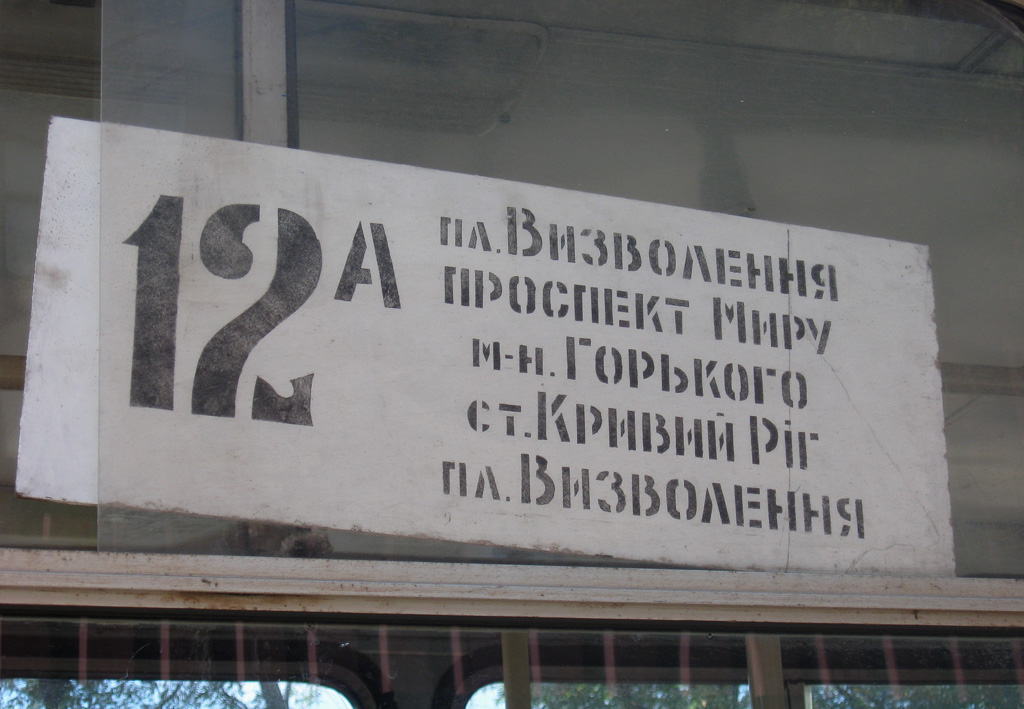 12А
пл. Визволення
проспект Миру
м-н. Горького
ст. Кривий Ріг
пл. Визволення